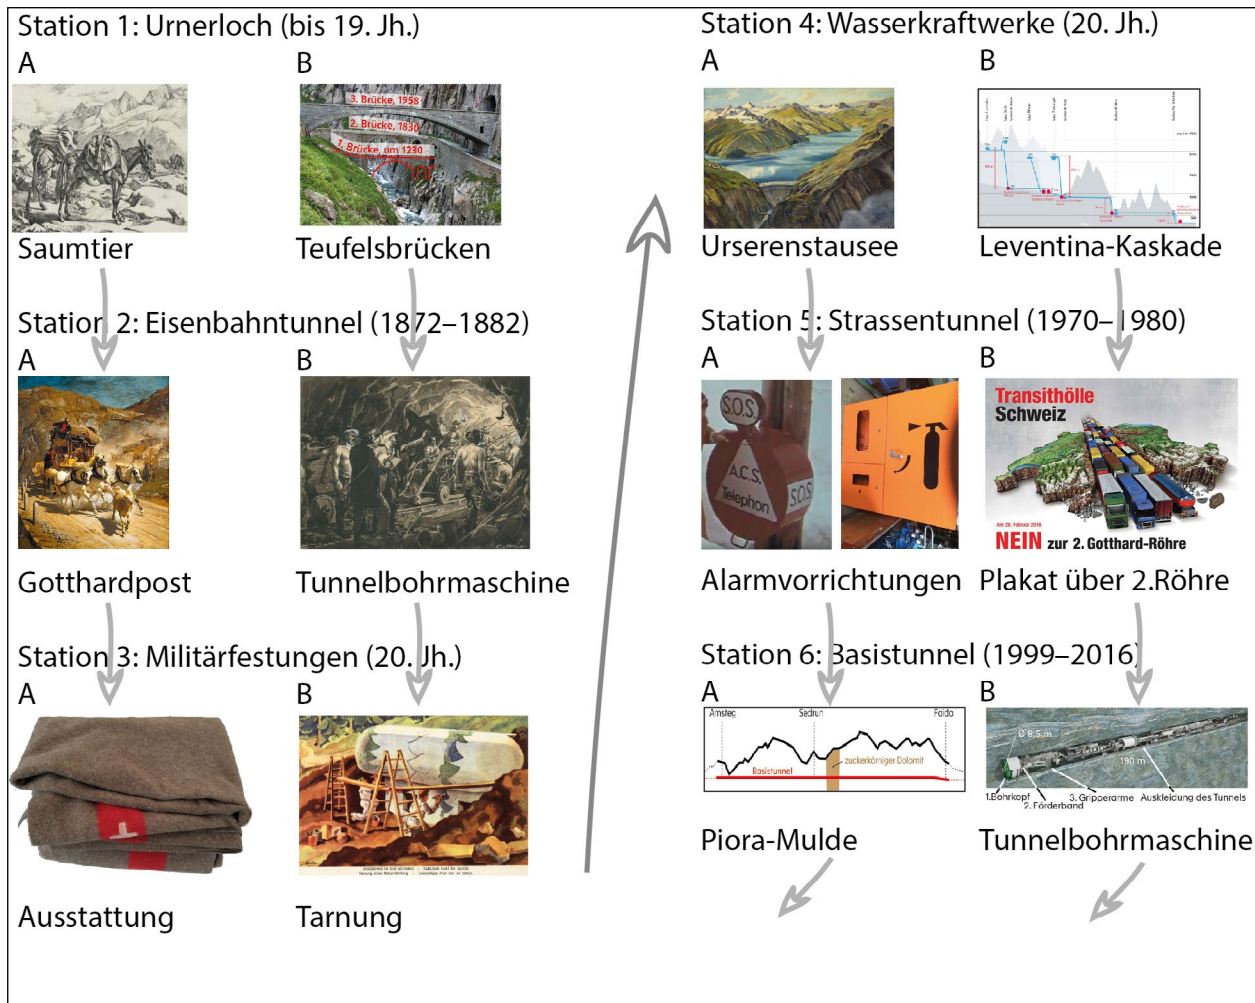 Station 1: Urnerloch (bis 19. Jh.)
A
B
3. Brücke, 1958
2. Brücke, 1830
1. Brücke, um 1230
Saumtier
Teufelsbrücken
Station 2: Eisenbahntunnel (1872–1882)
A
B
Gotthardpost
Tunnelbohrmaschine
Station 3: Militärfestungen (20. Jh.)
A
B
Ausstattung
Tarnung
Station 4: Wasserkraftwerke (20. Jh.)
A
B
Urserenstausee
Leventina-Kaskade
Station 5: Strassentunnel (1970–1980)
A
B
S.O.S.
A.C.S.
Telephon
S.O.S.
Transithölle
Schweiz
Am 28. Februar 2016
NEIN zur 2. Gotthard-Röhre
Alarmvorrichtungen
Plakat über 2.Röhre
Station 6: Basistunnel (1999–2016)
A
B
Amsteg
Sedrun
Faido
zuckerkörniger Dolomit
Basistunnel
Ø 8,5 m
190 m
1.Bohrkopf
2. Förderband
3. Gripperarme
Auskleidung des Tunnels
Piora-Mulde
Tunnelbohrmaschine